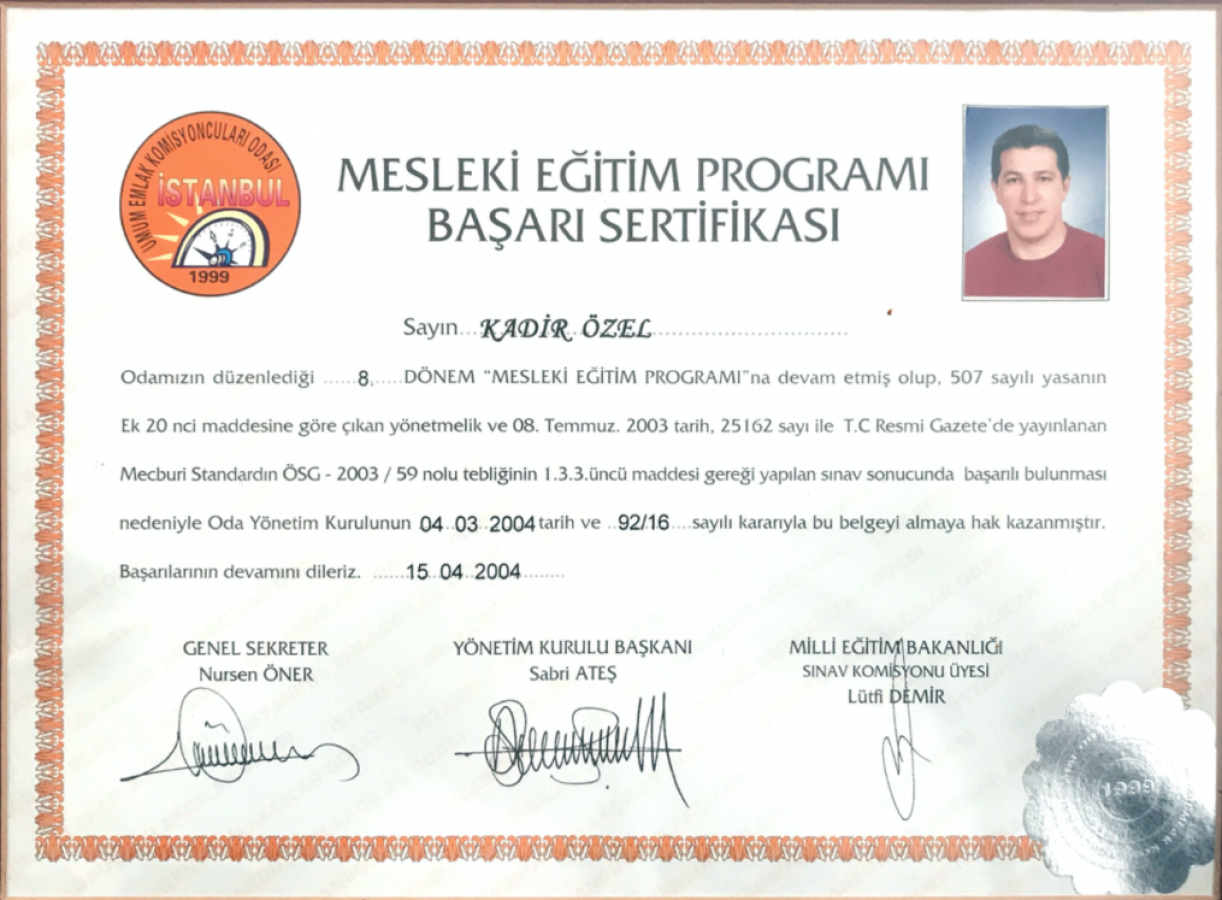 UMUM EMLAK KOMİSYONCULARI ODASI
İSTANBUL
1999
MESLEKİ EĞİTİM PROGRAMI
BAŞARI SERTİFİKASI
Sayın...KADİR ÖZEL..............................
Odamızın düzenlediği ......8......DÖNEM “MESLEKİ EĞİTİM PROGRAMI”na devam etmiş olup, 507 sayılı yasanın
Ek 20 nci maddesine göre çıkan yönetmelik ve 08. Temmuz. 2003 tarih, 25162 sayı ile T.C Resmi Gazete’de yayınlanan
Mecburi Standardın ÖSG - 2003 / 59 nolu tebliğinin 1.3.3.üncü maddesi gereği yapılan sınav sonucunda başarılı bulunması
nedeniyle Oda Yönetim Kurulunun 04..03..2004 tarih ve ..92/16....sayılı kararıyla bu belgeyi almaya hak kazanmıştır.
Başarılarının devamını dileriz. ......15..04..2004........
GENEL SEKRETER
Nursen ÖNER
YÖNETİM KURULU BAŞKANI
Sabri ATEŞ
MİLLİ EĞİTİM BAKANLIĞI
SINAV KOMİSYONU ÜYESİ
Lütfi DEMİR
1999